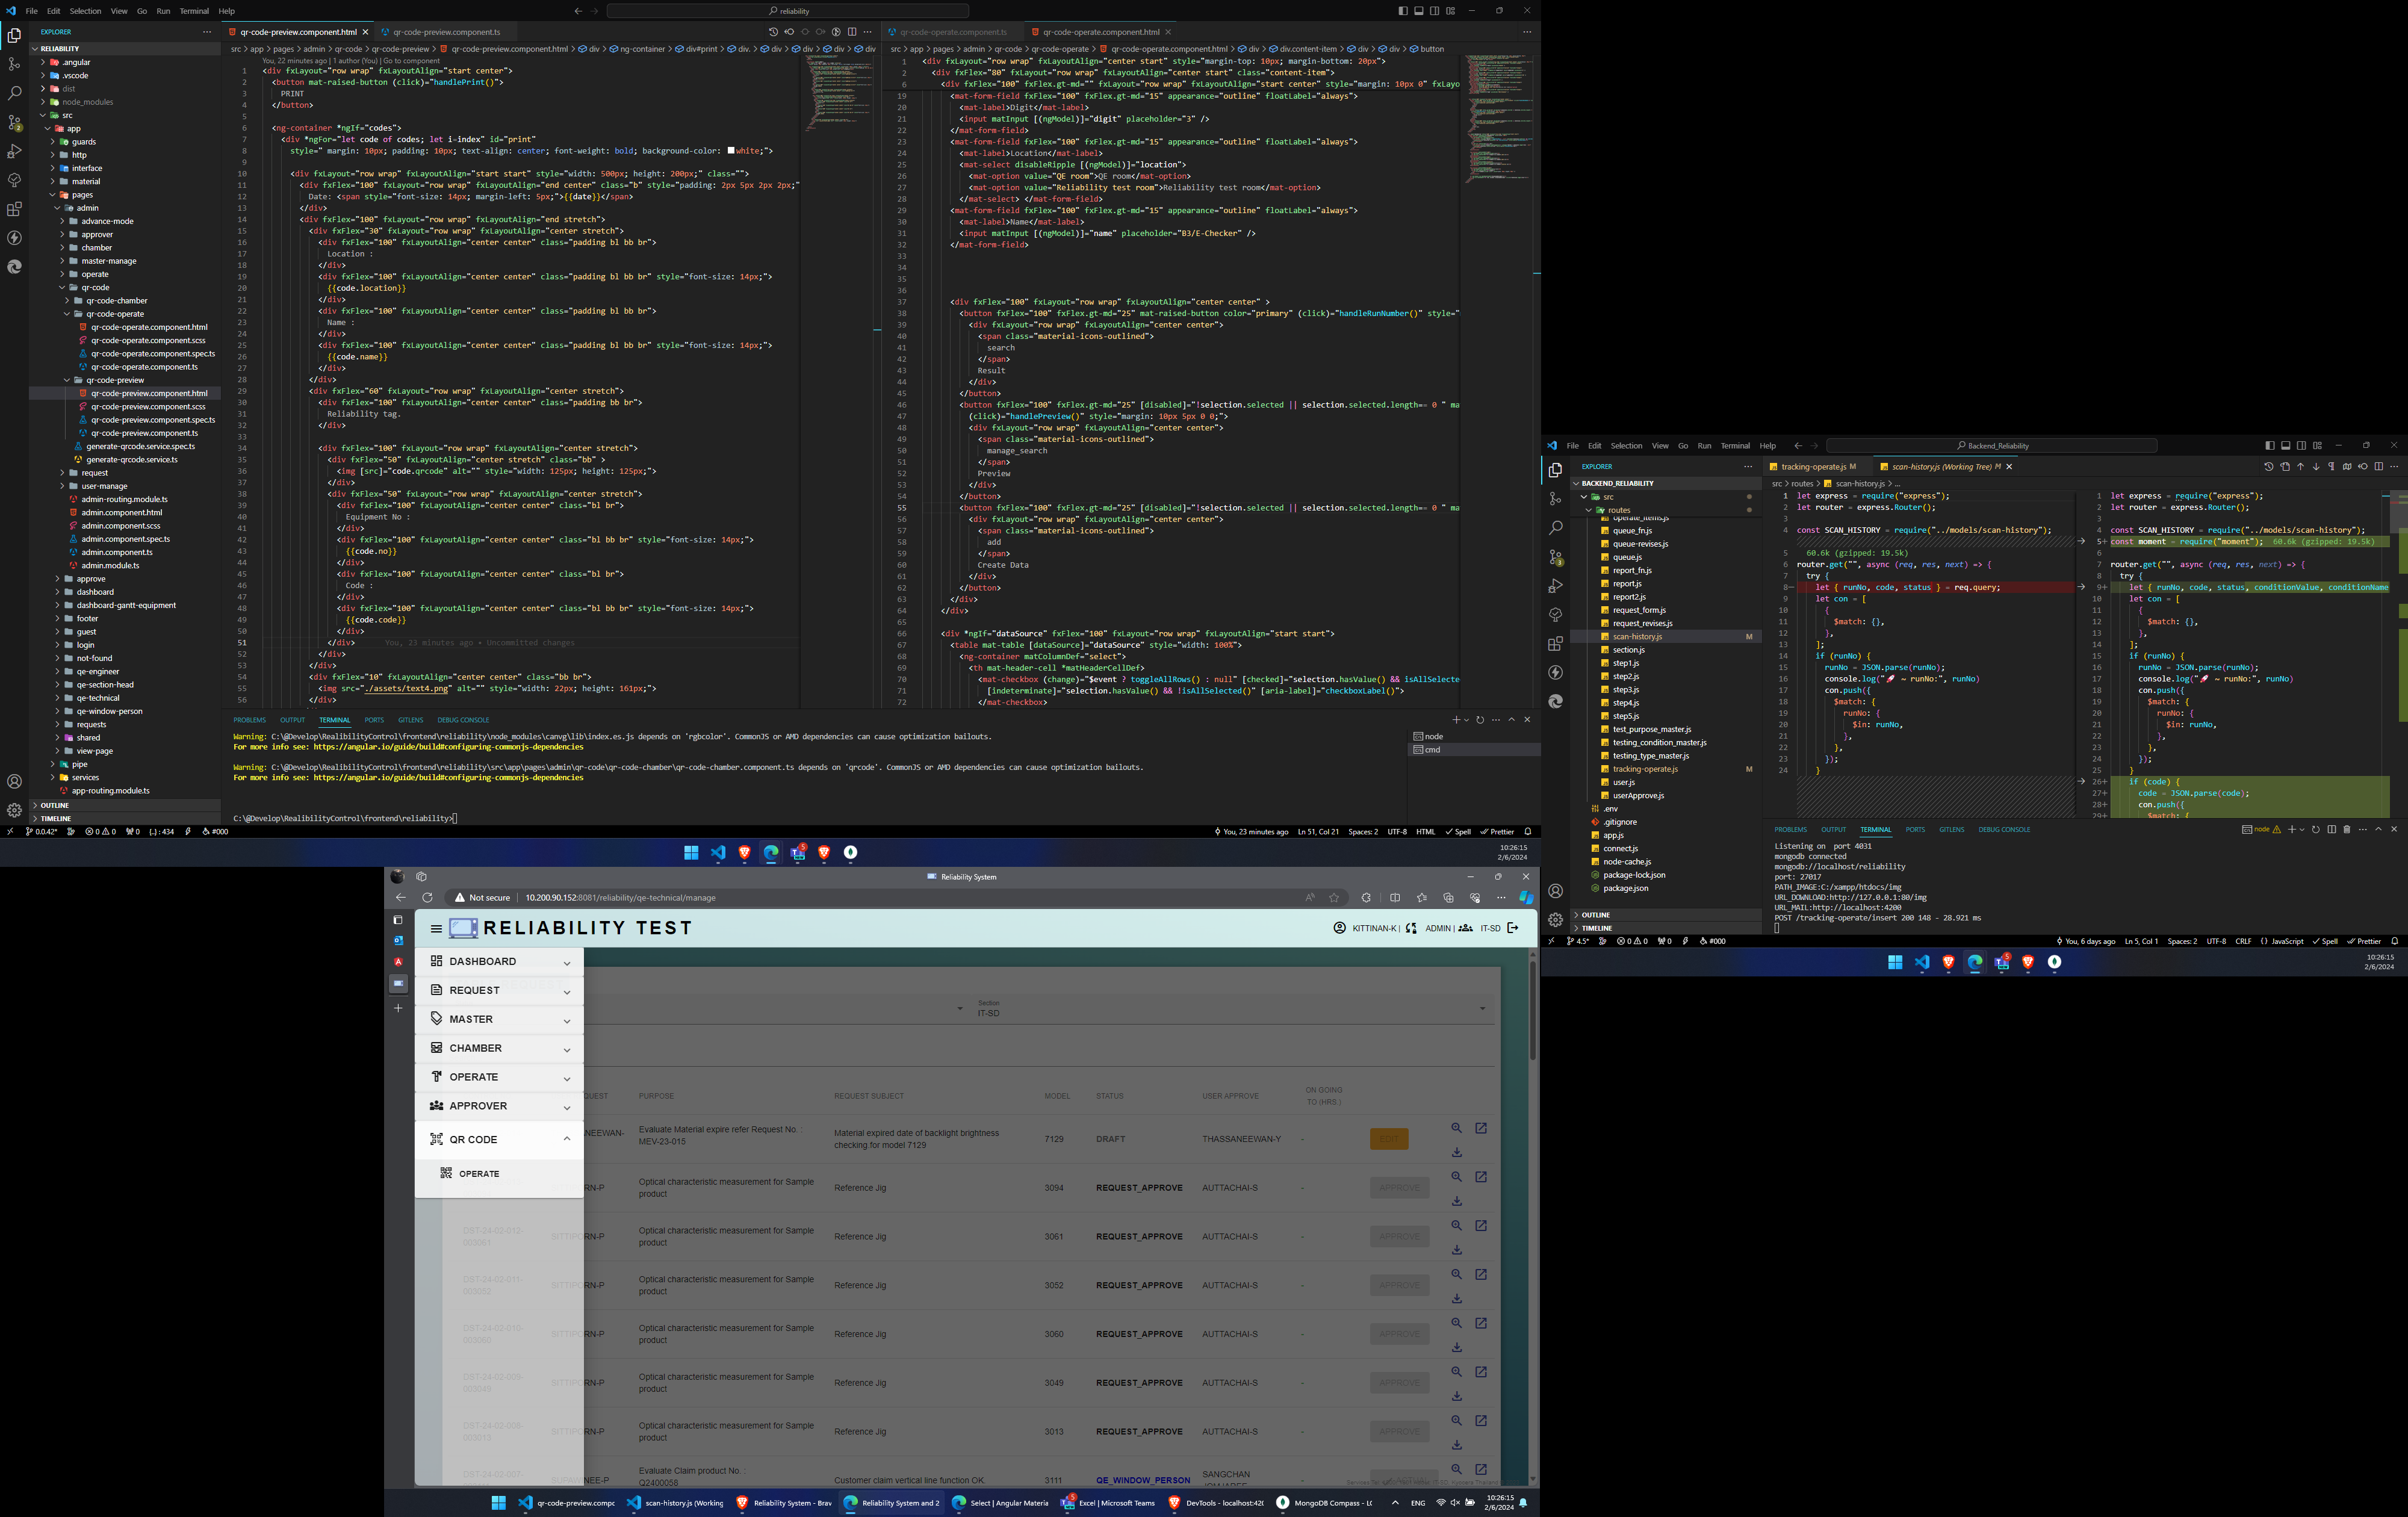 File Edit Selection View Go Run Terminal Help
reliability
EXPLORER
RELIABILITY
.angular
.vscode
dist
node_modules
src
app
guards
http
interface
material
pages
admin
advance-mode
approver
chamber
master-manage
operate
qr-code
qr-code-chamber
qr-code-operate
qr-code-operate.component.html
qr-code-operate.component.scss
qr-code-operate.component.spec.ts
qr-code-operate.component.ts
qr-code-preview
qr-code-preview.component.html
qr-code-preview.component.scss
qr-code-preview.component.spec.ts
qr-code-preview.component.ts
generate-qrcode.service.spec.ts
generate-qrcode.service.ts
request
user-manage
admin-routing.module.ts
admin.component.html
admin.component.scss
admin.component.spec.ts
admin.component.ts
admin.module.ts
approve
dashboard
dashboard-gantt-equipment
footer
guest
login
not-found
qe-engineer
qe-section-head
qe-technical
qe-window-person
requests
shared
view-page
pipe
services
app-routing.module.ts
OUTLINE
TIMELINE
qr-code-preview.component.html
qr-code-preview.component.ts
src > app > pages > admin > qr-code > qr-code-preview > qr-code-preview.component.html > div > ng-container > div#print > div. > div > div > div > div
You, 22 minutes ago | 1 author (You) | Go to component
1 <div fxLayout="row wrap" fxLayoutAlign="start center">
2 <button mat-raised-button (click)="handlePrint()">
3 PRINT
4 </button>
5
6 <ng-container *ngIf="codes">
7 <div *ngFor="let code of codes; let i-index" id="print"
8 style=" margin: 10px; padding: 10px; text-align: center; font-weight: bold; background-color: white;">
9
10 <div fxLayout="row wrap" fxLayoutAlign="start start" style="width: 500px; height: 200px;" class="">
11 <div fxFlex="100" fxLayout="row wrap" fxLayoutAlign="end center" class="b" style="padding: 2px 5px 2px 2px;"
12 Date: <span style="font-size: 14px; margin-left: 5px;">{{date}}</span>
13 </div>
14 <div fxFlex="100" fxLayout="row wrap" fxLayoutAlign="end stretch">
15 <div fxFlex="30" fxLayout="row wrap" fxLayoutAlign="center stretch">
16 <div fxFlex="100" fxLayoutAlign="center center" class="padding bl bb br">
17 Location :
18 </div>
19 <div fxFlex="100" fxLayoutAlign="center center" class="padding bl bb br" style="font-size: 14px;">
20 {{code.location}}
21 </div>
22 <div fxFlex="100" fxLayoutAlign="center center" class="padding bl bb br">
23 Name :
24 </div>
25 <div fxFlex="100" fxLayoutAlign="center center" class="padding bl bb br" style="font-size: 14px;">
26 {{code.name}}
27 </div>
28 </div>
29 <div fxFlex="60" fxLayout="row wrap" fxLayoutAlign="center stretch">
30 <div fxFlex="100" fxLayoutAlign="center center" class="padding bb br">
31 Reliability tag.
32 </div>
33
34 <div fxFlex="100" fxLayout="row wrap" fxLayoutAlign="center stretch">
35 <div fxFlex="50" fxLayoutAlign="center stretch" class="bb" >
36 <img [src]="code.qrcode" alt="" style="width: 125px; height: 125px;">
37 </div>
38 <div fxFlex="50" fxLayout="row wrap" fxLayoutAlign="center stretch">
39 <div fxFlex="100" fxLayoutAlign="center center" class="bl br">
40 Equipment No :
41 </div>
42 <div fxFlex="100" fxLayoutAlign="center center" class="bl bb br" style="font-size: 14px;">
43 {{code.no}}
44 </div>
45 <div fxFlex="100" fxLayoutAlign="center center" class="bl br">
46 Code :
47 </div>
48 <div fxFlex="100" fxLayoutAlign="center center" class="bl bb br" style="font-size: 14px;">
49 {{code.code}}
50 </div>
51 </div> You, 23 minutes ago • Uncommitted changes
52 </div>
53 </div>
54 <div fxFlex="10" fxLayoutAlign="center center" class="bb br">
55 <img src="./assets/text4.png" alt="" style="width: 22px; height: 161px;">
56 </div>
qr-code-operate.component.ts
qr-code-operate.component.html
src > app > pages > admin > qr-code > qr-code-operate > qr-code-operate.component.html > div > div.content-item > div > div > button
1 <div fxLayout="row wrap" fxLayoutAlign="center start" style="margin-top: 10px; margin-bottom: 20px">
2 <div fxFlex="80" fxLayout="row wrap" fxLayoutAlign="center start" class="content-item">
6 <div fxFlex="100" fxFlex.gt-md="" fxLayout="row wrap" fxLayoutAlign="start center" style="margin: 10px 0" fxLayo
19 <mat-form-field fxFlex="100" fxFlex.gt-md="15" appearance="outline" floatLabel="always">
20 <mat-label>Digit</mat-label>
21 <input matInput [(ngModel)]="digit" placeholder="3" />
22 </mat-form-field>
23 <mat-form-field fxFlex="100" fxFlex.gt-md="15" appearance="outline" floatLabel="always">
24 <mat-label>Location</mat-label>
25 <mat-select disableRipple [(ngModel)]="location">
26 <mat-option value="QE room">QE room</mat-option>
27 <mat-option value="Reliability test room">Reliability test room</mat-option>
28 </mat-select> </mat-form-field>
29 <mat-form-field fxFlex="100" fxFlex.gt-md="15" appearance="outline" floatLabel="always">
30 <mat-label>Name</mat-label>
31 <input matInput [(ngModel)]="name" placeholder="B3/E-Checker" />
32 </mat-form-field>
33
34
35
36
37 <div fxFlex="100" fxLayout="row wrap" fxLayoutAlign="center center" >
38 <button fxFlex="100" fxFlex.gt-md="25" mat-raised-button color="primary" (click)="handleRunNumber()" style="
39 <div fxLayout="row wrap" fxLayoutAlign="center center">
40 <span class="material-icons-outlined">
41 search
42 </span>
43 Result
44 </div>
45 </button>
46 <button fxFlex="100" fxFlex.gt-md="25" [disabled]="!selection.selected || selection.selected.length== 0 " ma
47 (click)="handlePreview()" style="margin: 10px 5px 0 0;">
48 <div fxLayout="row wrap" fxLayoutAlign="center center">
49 <span class="material-icons-outlined">
50 manage_search
51 </span>
52 Preview
53 </div>
54 </button>
55 <button fxFlex="100" fxFlex.gt-md="25" [disabled]="!selection.selected || selection.selected.length== 0 " ma
56 <div fxLayout="row wrap" fxLayoutAlign="center center">
57 <span class="material-icons-outlined">
58 add
59 </span>
60 Create Data
61 </div>
62 </button>
63 </div>
64 </div>
65
66 <div *ngIf="dataSource" fxFlex="100" fxLayout="row wrap" fxLayoutAlign="start start">
67 <table mat-table [dataSource]="dataSource" style="width: 100%">
68 <ng-container matColumnDef="select">
69 <th mat-header-cell *matHeaderCellDef>
70 <mat-checkbox (change)="$event ? toggleAllRows() : null" [checked]="selection.hasValue() && isAllSelecte
71 [indeterminate]="selection.hasValue() && !isAllSelected()" [aria-label]="checkboxLabel()">
72 </mat-checkbox>
PROBLEMS OUTPUT TERMINAL PORTS GITLENS DEBUG CONSOLE
Warning: C:\@Develop\RealibilityControl\frontend\reliability\node_modules\canvg\lib\index.es.js depends on 'rgbcolor'. CommonJS or AMD dependencies can cause optimization bailouts.
For more info see: https://angular.io/guide/build#configuring-commonjs-dependencies
Warning: C:\@Develop\RealibilityControl\frontend\reliability\src\app\pages\admin\qr-code\qr-code-chamber\qr-code-chamber.component.ts depends on 'qrcode'. CommonJS or AMD dependencies can cause optimization bailouts.
For more info see: https://angular.io/guide/build#configuring-commonjs-dependencies
C:\@Develop\RealibilityControl\frontend\reliability>
node
cmd
0.0.42* 0 0 0 {..} : 434 #000
You, 23 minutes ago Ln 51, Col 21 Spaces: 2 UTF-8 HTML Spell Prettier
5
10:26:15
2/6/2024
File Edit Selection View Go Run Terminal Help
Backend_Reliability
EXPLORER
BACKEND_RELIABILITY
src
routes
operate_items.js
queue_fn.js
queue-revises.js
queue.js
report_fn.js
report.js
report2.js
request_form.js
request_revises.js
scan-history.js M
section.js
step1.js
step2.js
step3.js
step4.js
step5.js
test_purpose_master.js
testing_condition_master.js
testing_type_master.js
tracking-operate.js M
user.js
userApprove.js
.env
.gitignore
app.js
connect.js
node-cache.js
package-lock.json
package.json
OUTLINE
TIMELINE
tracking-operate.js M
scan-history.js (Working Tree) M
src > routes > scan-history.js > ...
1 let express = require("express");
2 let router = express.Router();
3
4 const SCAN_HISTORY = require("../models/scan-history");
5 60.6k (gzipped: 19.5k)
6 router.get("", async (req, res, next) => {
7 try {
8- let { runNo, code, status } = req.query;
9 let con = [
10 {
11 $match: {},
12 },
13 ];
14 if (runNo) {
15 runNo = JSON.parse(runNo);
16 console.log("🚀 ~ runNo:", runNo)
17 con.push({
18 $match: {
19 runNo: {
20 $in: runNo,
21 },
22 },
23 });
24 }
1 let express = require("express");
2 let router = express.Router();
3
4 const SCAN_HISTORY = require("../models/scan-history");
5+ const moment = require("moment"); 60.6k (gzipped: 19.5k)
6
7 router.get("", async (req, res, next) => {
8 try {
9+ let { runNo, code, status, conditionValue, conditionName
10 let con = [
11 {
12 $match: {},
13 },
14 ];
15 if (runNo) {
16 runNo = JSON.parse(runNo);
17 console.log("🚀 ~ runNo:", runNo)
18 con.push({
19 $match: {
20 runNo: {
21 $in: runNo,
22 },
23 },
24 });
25 }
26+ if (code) {
27+ code = JSON.parse(code);
28+ con.push({
29+ $match: {
PROBLEMS OUTPUT TERMINAL PORTS GITLENS DEBUG CONSOLE
node
Listening on port 4031
mongodb connected
mongodb://localhost/reliability
port: 27017
PATH_IMAGE:C:/xampp/htdocs/img
URL_DOWNLOAD:http://127.0.0.1:80/img
URL_MAIL:http://localhost:4200
POST /tracking-operate/insert 200 148 - 28.921 ms
4.5* 0 0 0 #000
You, 6 days ago Ln 5, Col 1 Spaces: 2 UTF-8 CRLF {} JavaScript Spell Prettier
5
10:26:15
2/6/2024
Reliability System
Not secure 10.200.90.152:8081/reliability/qe-technical/manage
RELIABILITY TEST
KITTINAN-K | ADMIN | IT-SD
DASHBOARD
REQUEST
MASTER
CHAMBER
OPERATE
APPROVER
QR CODE
OPERATE
Section
IT-SD
QUEST PURPOSE REQUEST SUBJECT MODEL STATUS USER APPROVE ON GOING TO (HRS.)
NEEWAN- Evaluate Material expire refer Request No. : MEV-23-015 Material expired date of backlight brightness checking for model 7129 7129 DRAFT THASSANEEWAN-Y - EDIT
RN-P Optical characteristic measurement for Sample product Reference Jig 3094 REQUEST_APPROVE AUTTACHAI-S - APPROVE
SITTIPORN-P Optical characteristic measurement for Sample product Reference Jig 3061 REQUEST_APPROVE AUTTACHAI-S - APPROVE
SITTIPORN-P Optical characteristic measurement for Sample product Reference Jig 3052 REQUEST_APPROVE AUTTACHAI-S - APPROVE
SITTIPORN-P Optical characteristic measurement for Sample product Reference Jig 3060 REQUEST_APPROVE AUTTACHAI-S - APPROVE
SITTIPORN-P Optical characteristic measurement for Sample product Reference Jig 3049 REQUEST_APPROVE AUTTACHAI-S - APPROVE
SITTIPORN-P Optical characteristic measurement for Sample product Reference Jig 3013 REQUEST_APPROVE AUTTACHAI-S - APPROVE
NEE-P Evaluate Claim product No. : Q2400058 Customer claim vertical line function OK. 3111 QE_WINDOW_PERSON SANGCHAN
qr-code-preview.compo
scan-history.js (Working
Reliability System - Brav
Reliability System and 2
Select | Angular Materia
Excel | Microsoft Teams
DevTools - localhost:420
MongoDB Compass - LO
ENG
10:26:15
2/6/2024